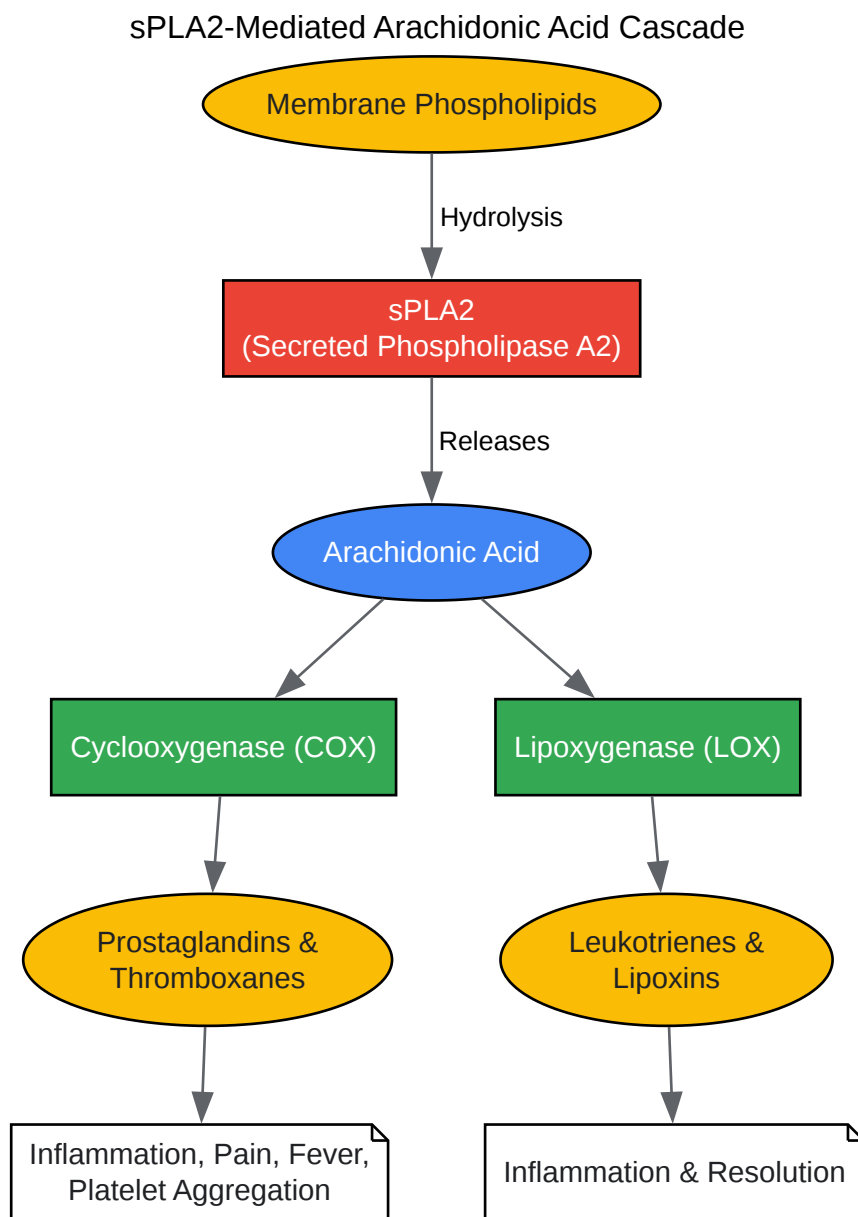 sPLA2-Mediated Arachidonic Acid Cascade
Membrane Phospholipids
Hydrolysis
sPLA2
(Secreted Phospholipase A2)
Releases
Arachidonic Acid
Cyclooxygenase (COX)
Lipoxygenase (LOX)
Prostaglandins &
Thromboxanes
Leukotrienes &
Lipoxins
Inflammation, Pain, Fever,
Platelet Aggregation
Inflammation & Resolution